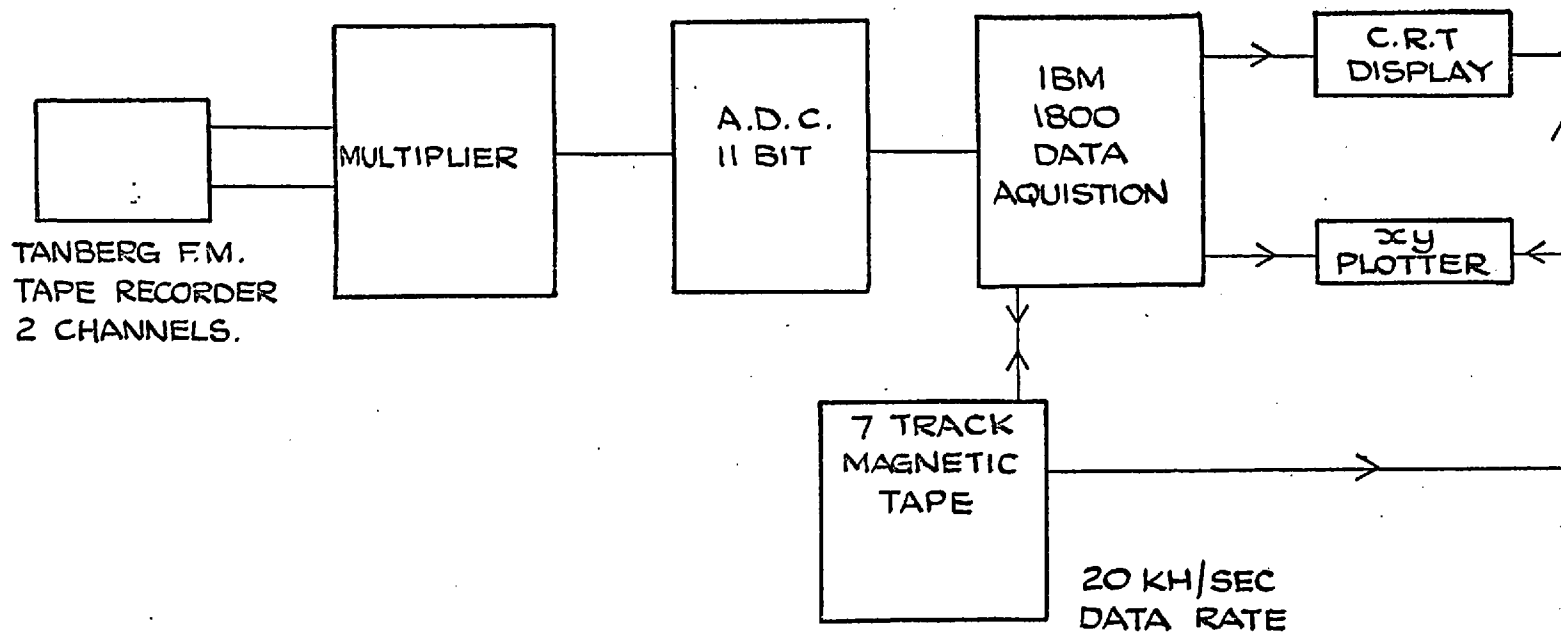 TANBERG F.M.
TAPE RECORDER
2 CHANNELS.
MULTIPLIER
A.D.C.
11 BIT
IBM
1800
DATA
AQUISTION
C.R.T
DISPLAY
xy
PLOTTER
7 TRACK
MAGNETIC
TAPE
20 KH/SEC
DATA RATE